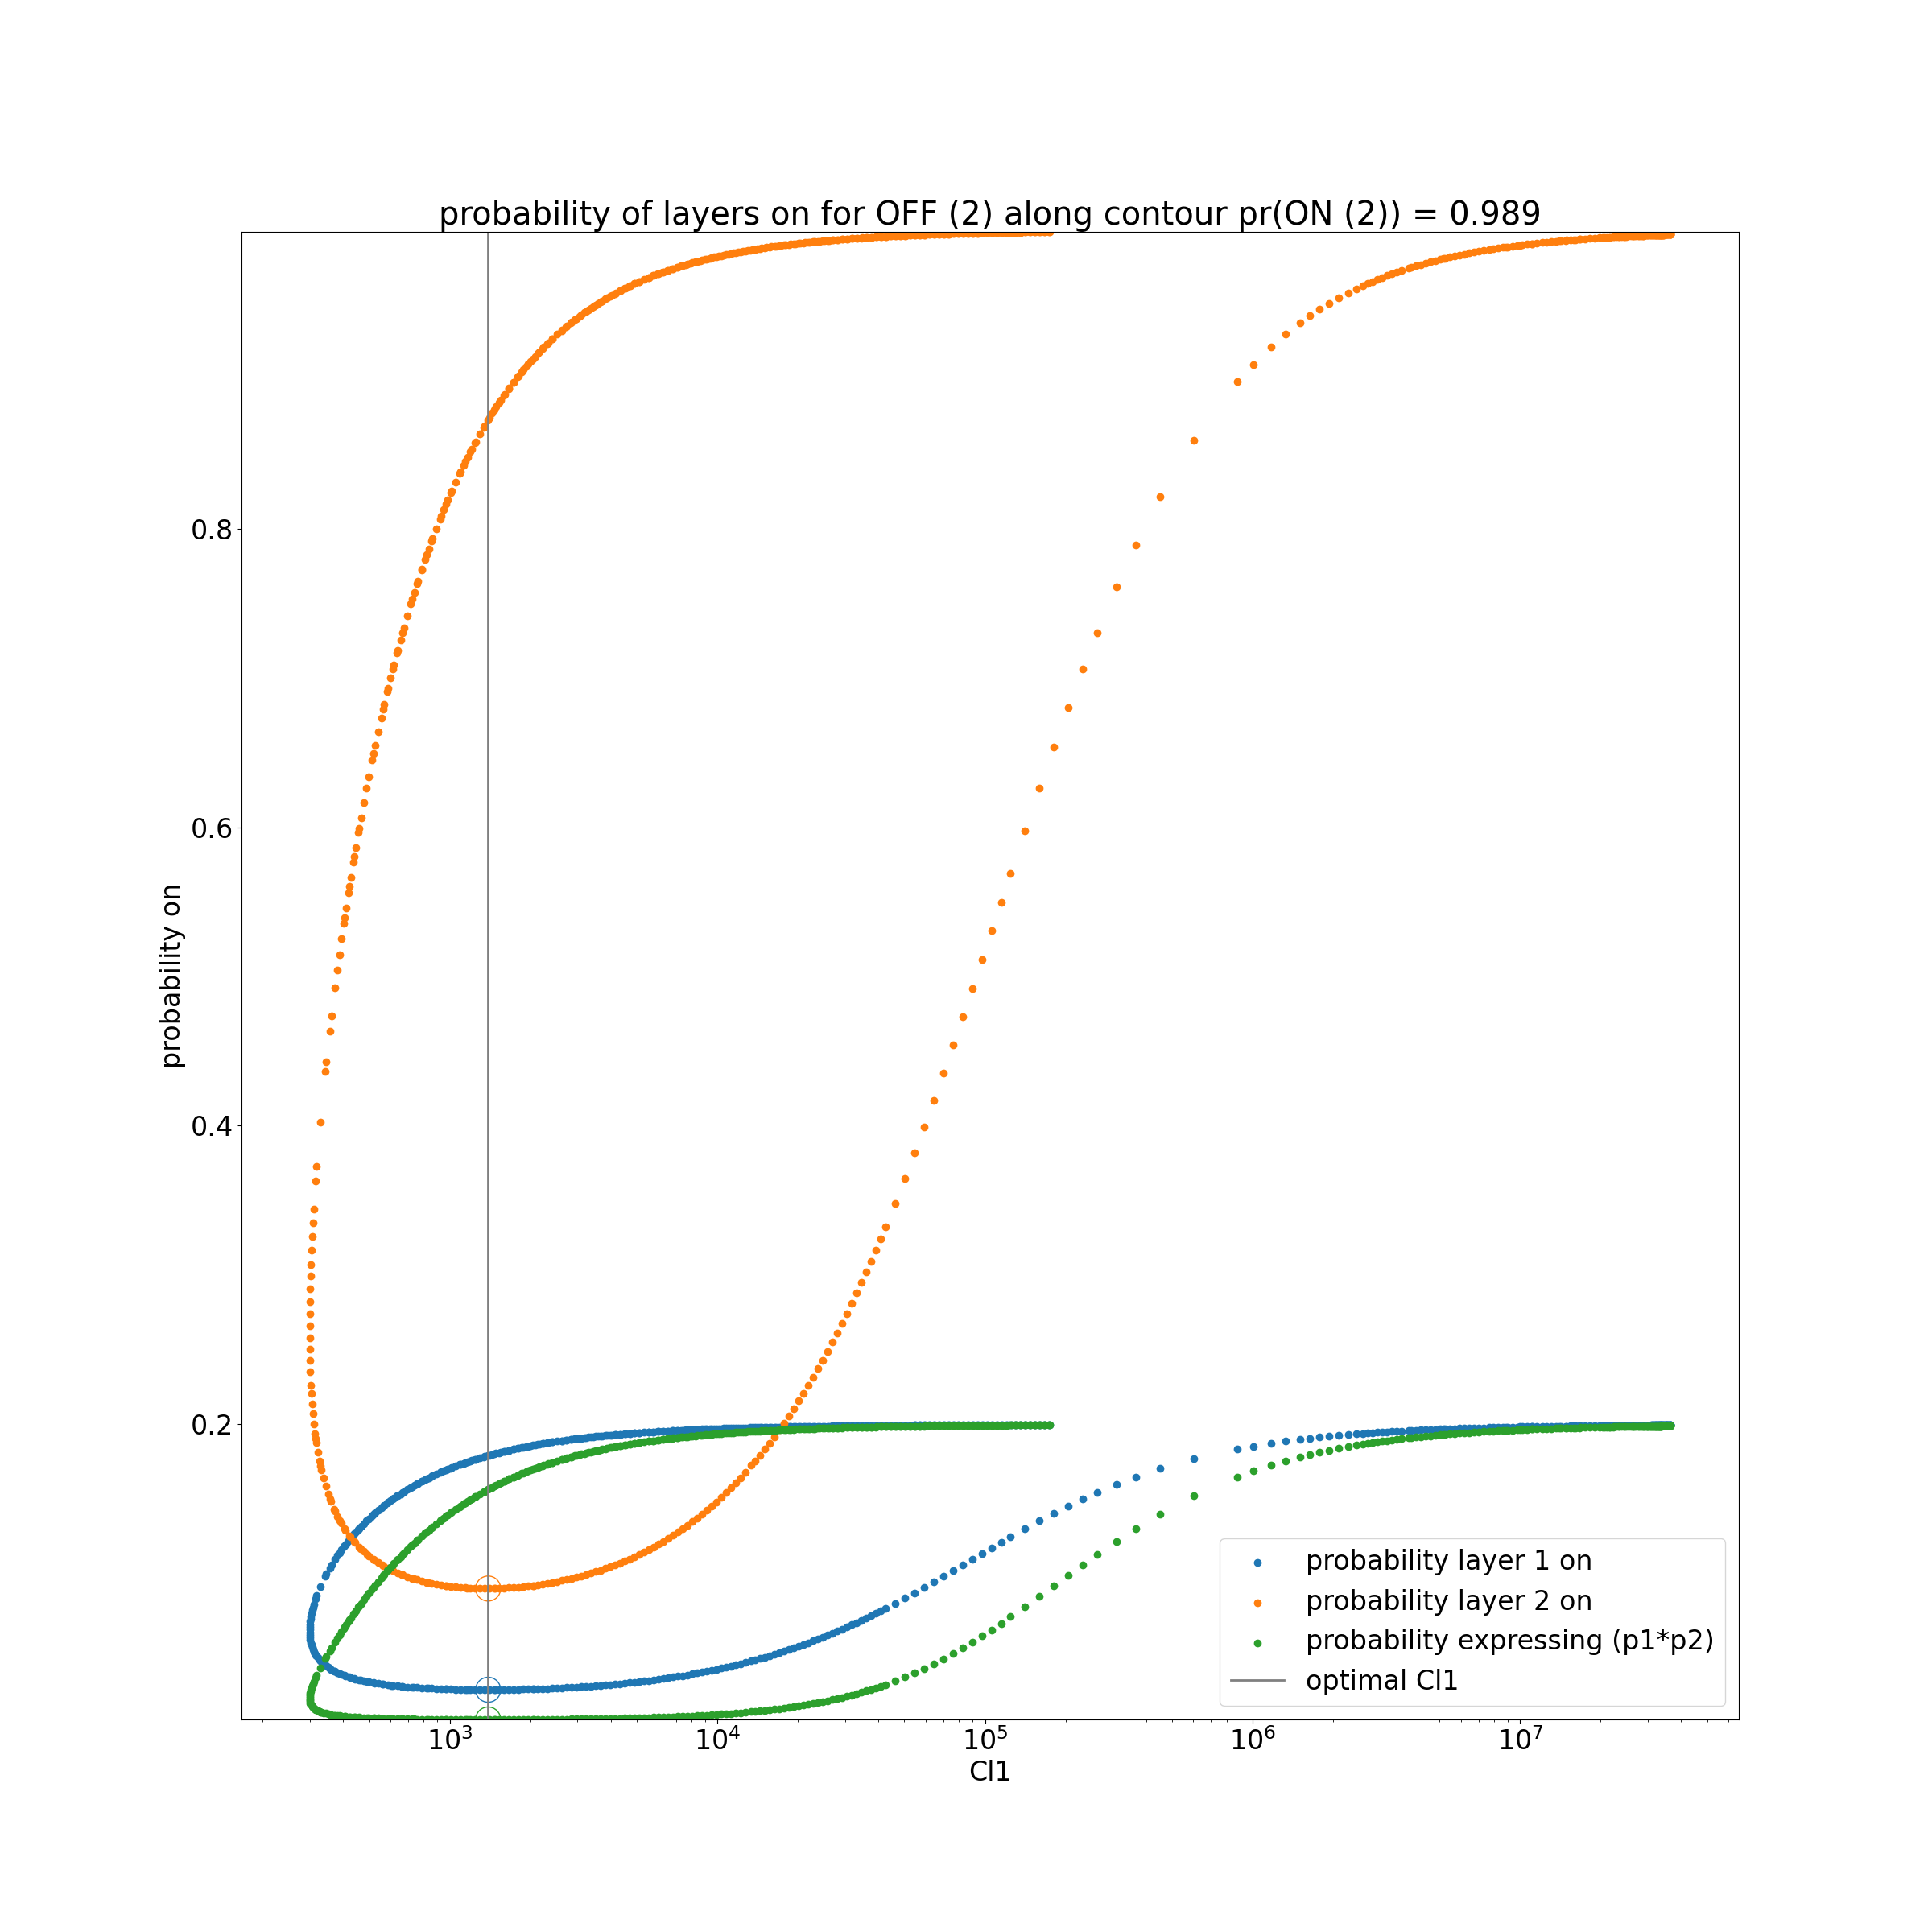 probability of layers on for OFF (2) along contour pr(ON (2)) = 0.989
probability on
0.8
0.6
0.4
0.2
10³
10⁴
10⁵
10⁶
10⁷
Cl1
probability layer 1 on
probability layer 2 on
probability expressing (p1*p2)
optimal Cl1